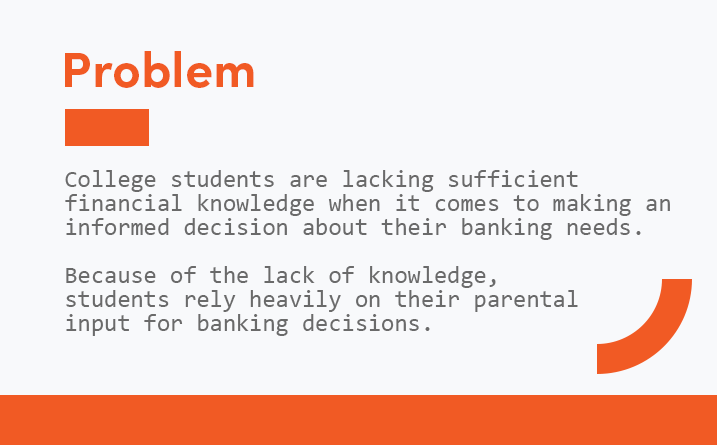 Problem
College students are lacking sufficient
financial knowledge when it comes to making an
informed decision about their banking needs.
Because of the lack of knowledge,
students rely heavily on their parental
input for banking decisions.